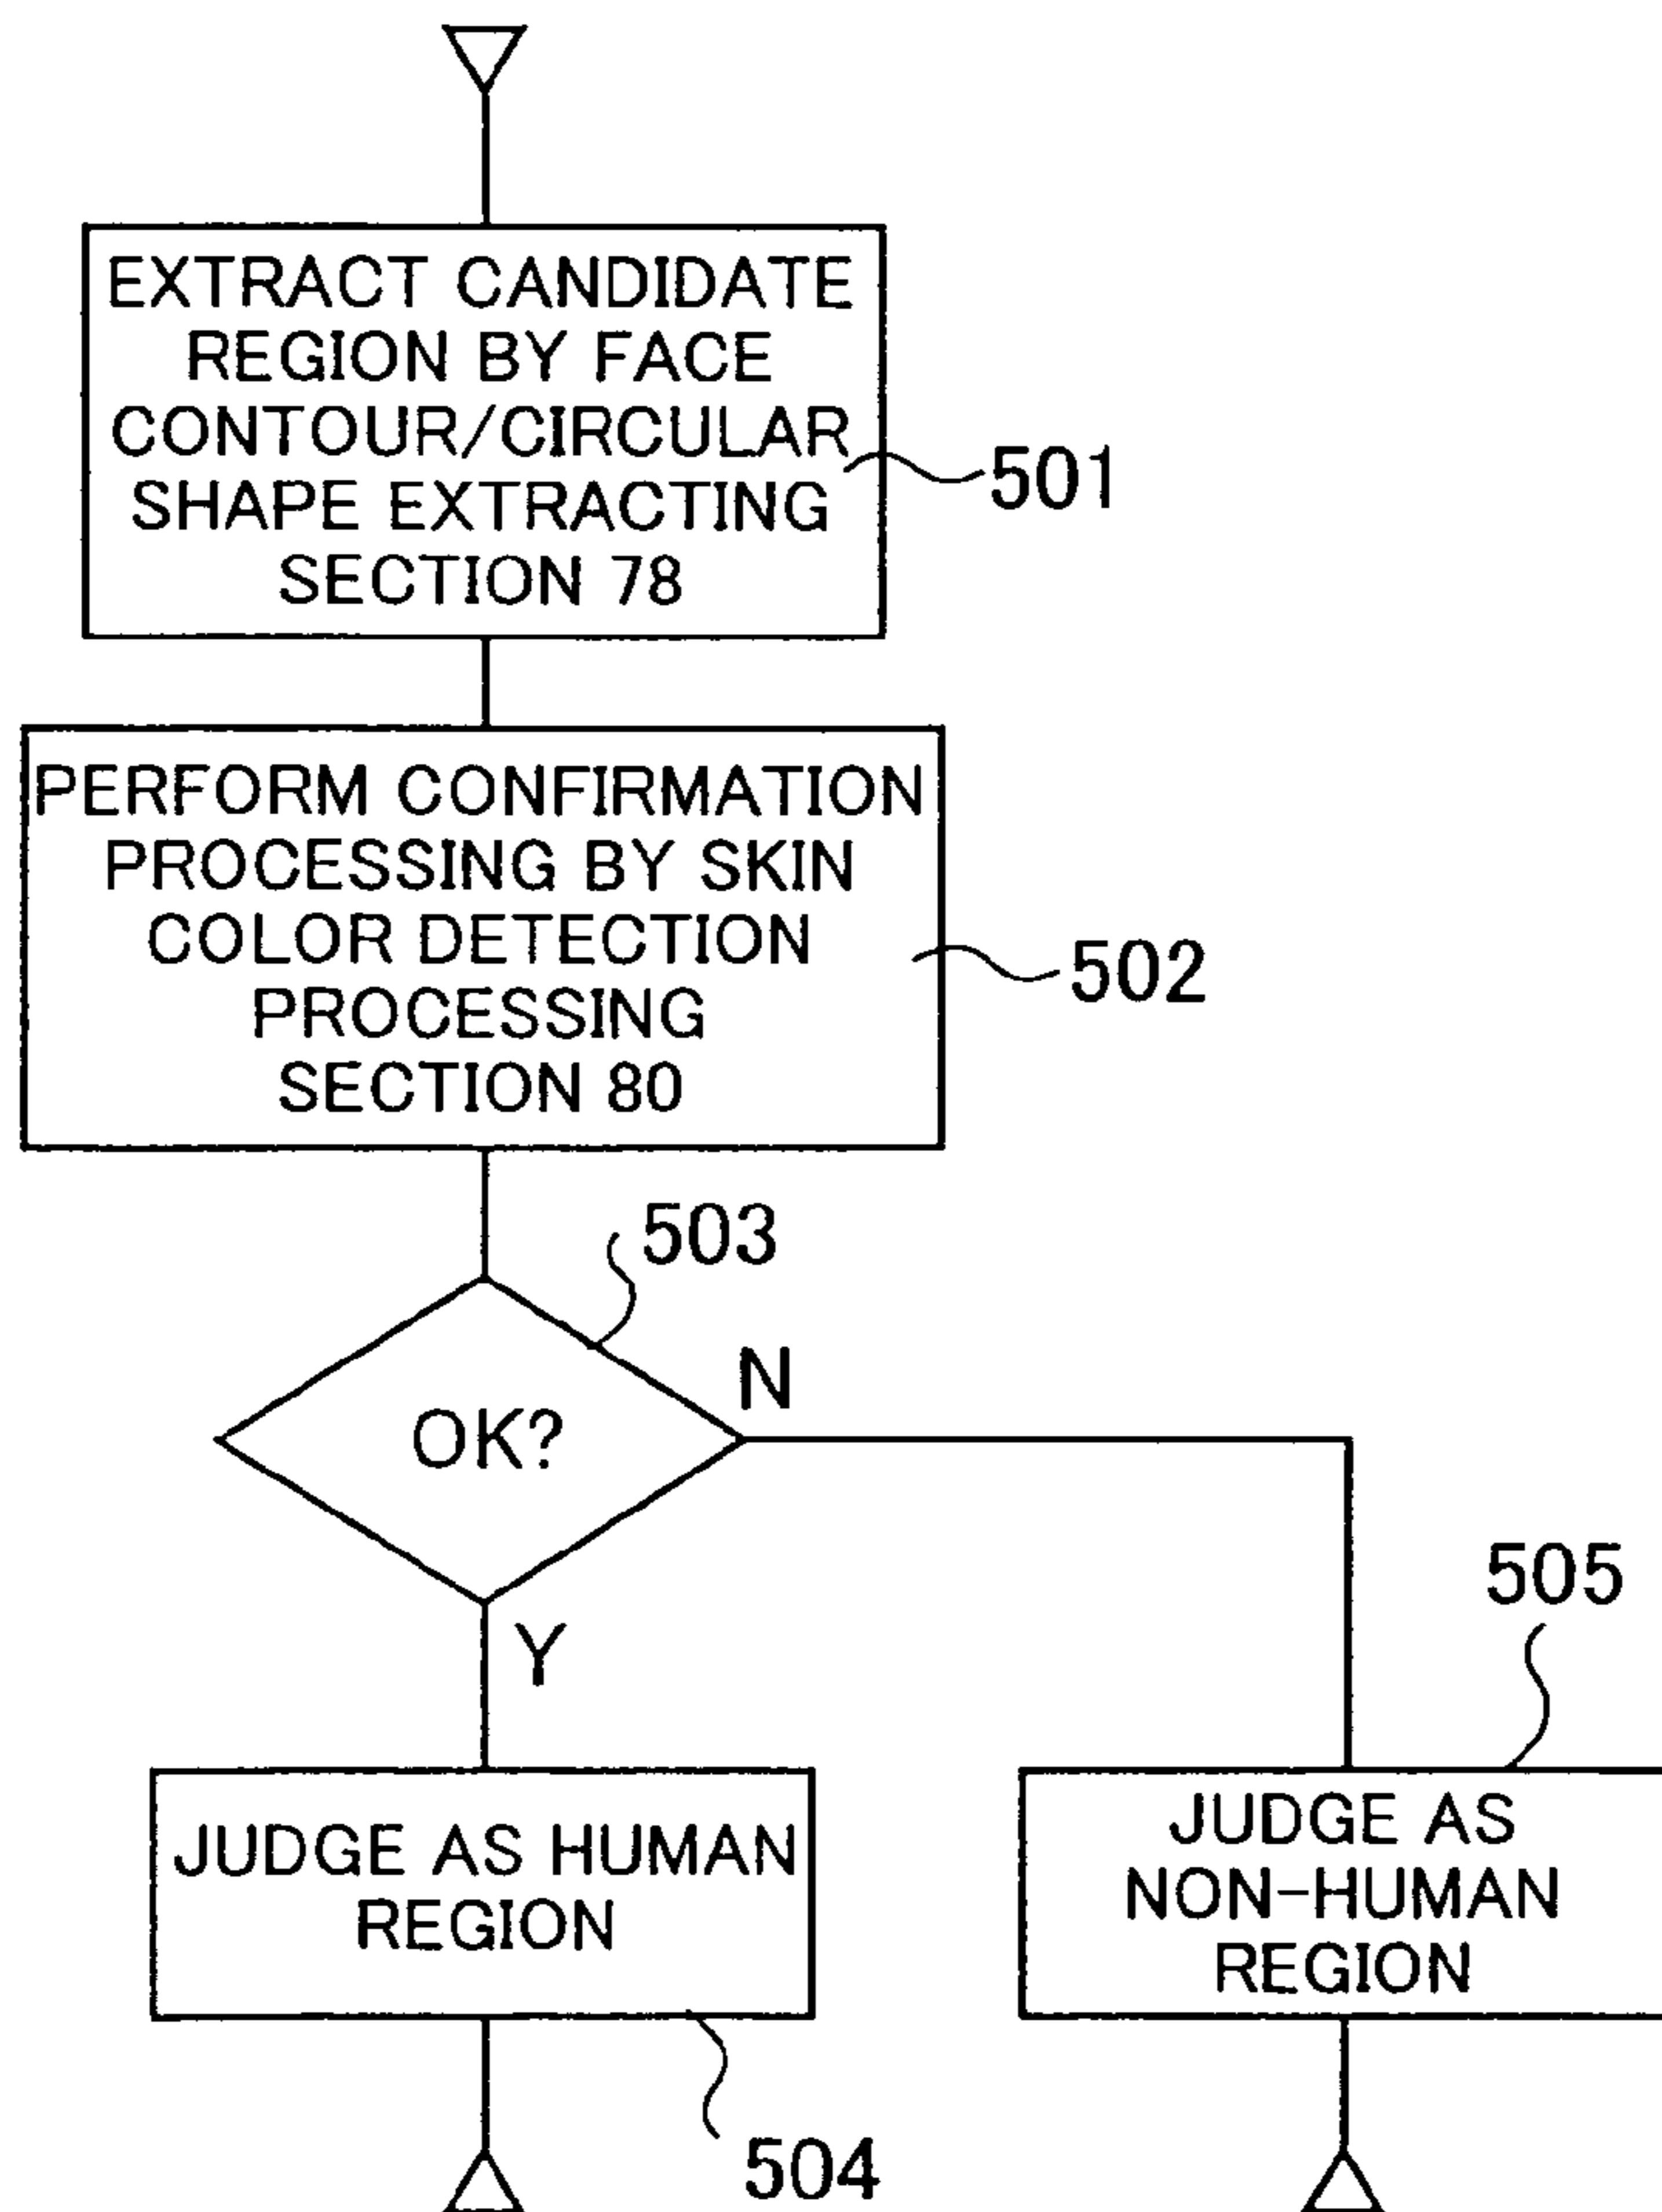 EXTRACT CANDIDATE
REGION BY FACE
CONTOUR/CIRCULAR
SHAPE EXTRACTING
SECTION 78
501
PERFORM CONFIRMATION
PROCESSING BY SKIN
COLOR DETECTION
PROCESSING
SECTION 80
502
503
OK?
N
Y
505
JUDGE AS HUMAN
REGION
JUDGE AS
NON-HUMAN
REGION
504